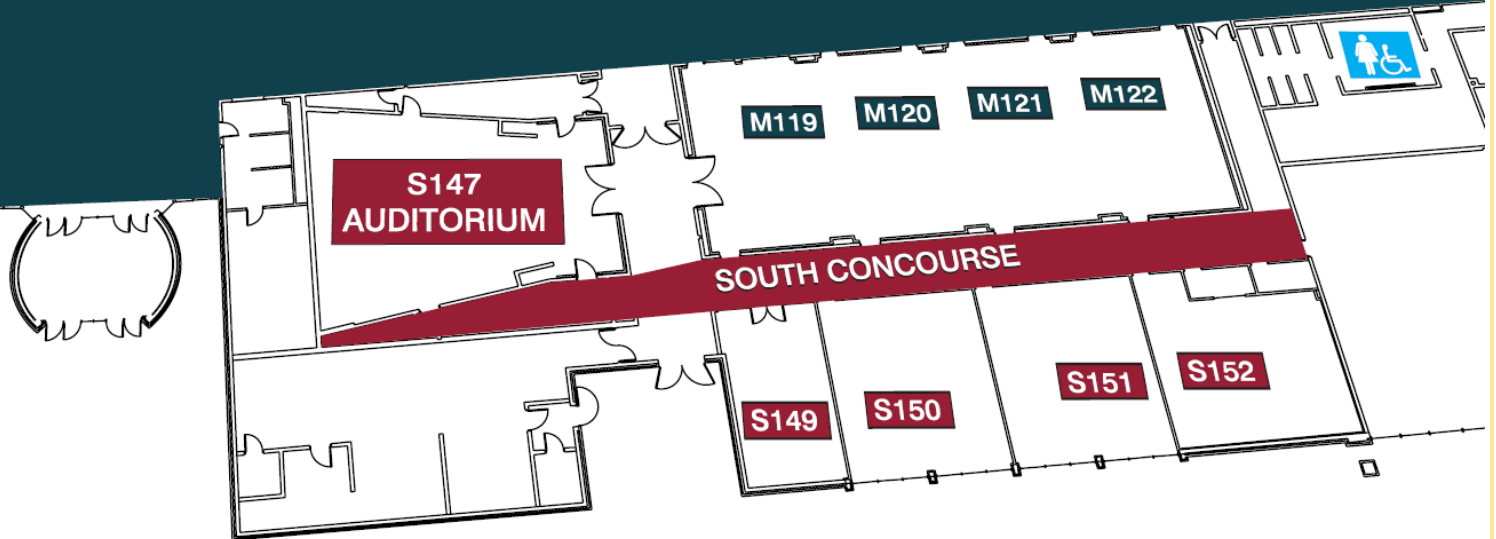 M119
M120
M121
M122
S147
AUDITORIUM
SOUTH CONCOURSE
S149
S150
S151
S152